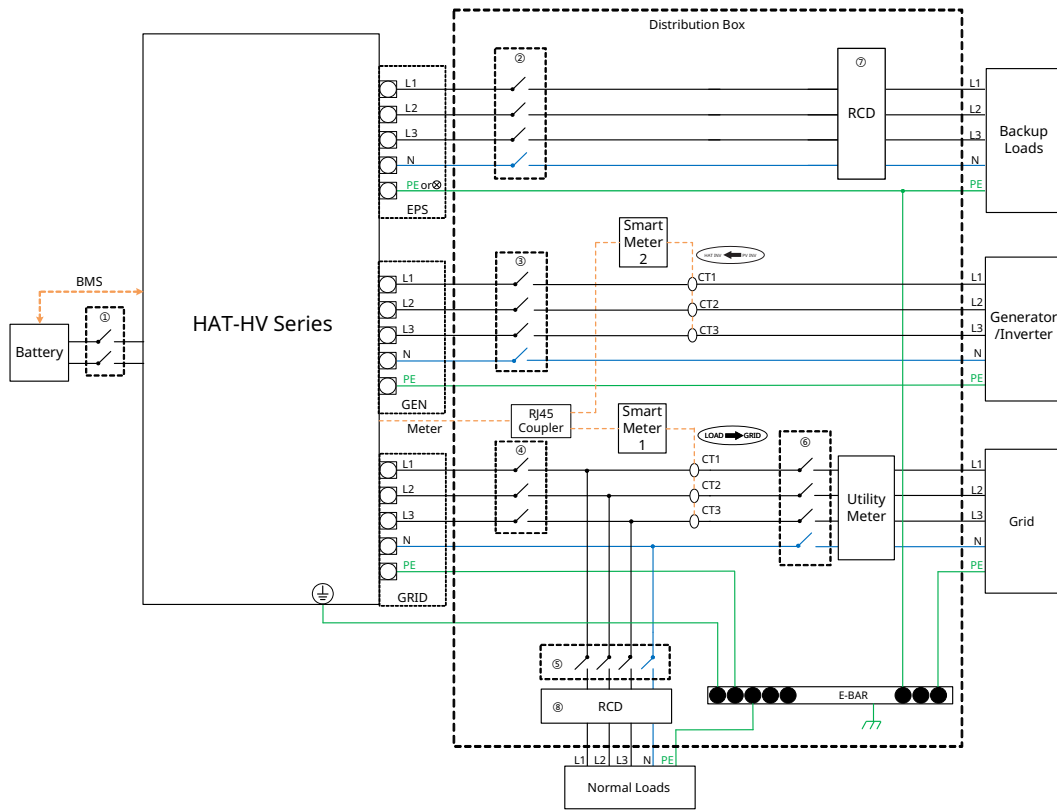 Distribution Box
②
⑦
L1
L2
L3
N
PE or⊗
EPS
RCD
L1
L2
L3
N
PE
Backup
Loads
Smart
Meter
2
HAT INV
PV INV
③
L1
L2
L3
N
PE
GEN
CT1
CT2
CT3
L1
L2
L3
N
PE
Generator
/Inverter
BMS
①
Battery
HAT-HV Series
Meter
RJ45
Coupler
Smart
Meter
1
LOAD
GRID
④
⑥
L1
L2
L3
N
PE
GRID
CT1
CT2
CT3
Utility
Meter
L1
L2
L3
N
PE
Grid
⑤
⑧
RCD
E-BAR
L1
L2
L3
N
PE
Normal Loads